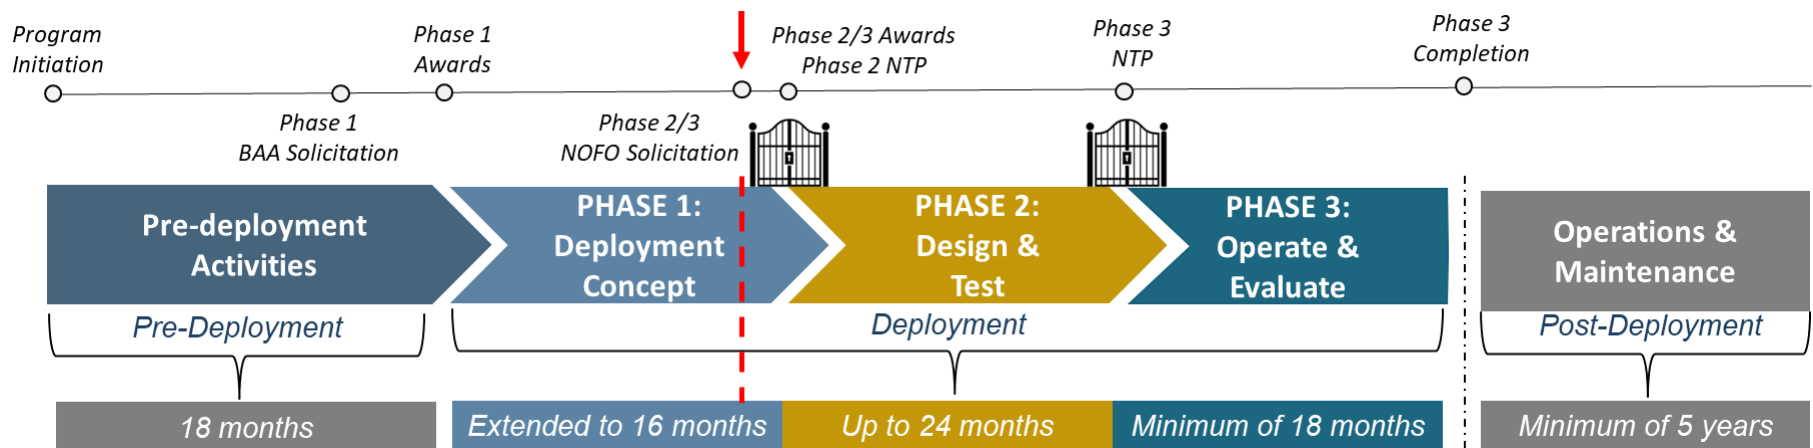 Program
Initiation
Phase 1
Awards
Phase 2/3 Awards
Phase 2 NTP
Phase 3
NTP
Phase 3
Completion
Phase 1
BAA Solicitation
Phase 2/3
NOFO Solicitation
Pre-deployment
Activities
PHASE 1:
Deployment
Concept
PHASE 2:
Design &
Test
PHASE 3:
Operate &
Evaluate
Operations &
Maintenance
Pre-Deployment
Deployment
Post-Deployment
18 months
Extended to 16 months
Up to 24 months
Minimum of 18 months
Minimum of 5 years